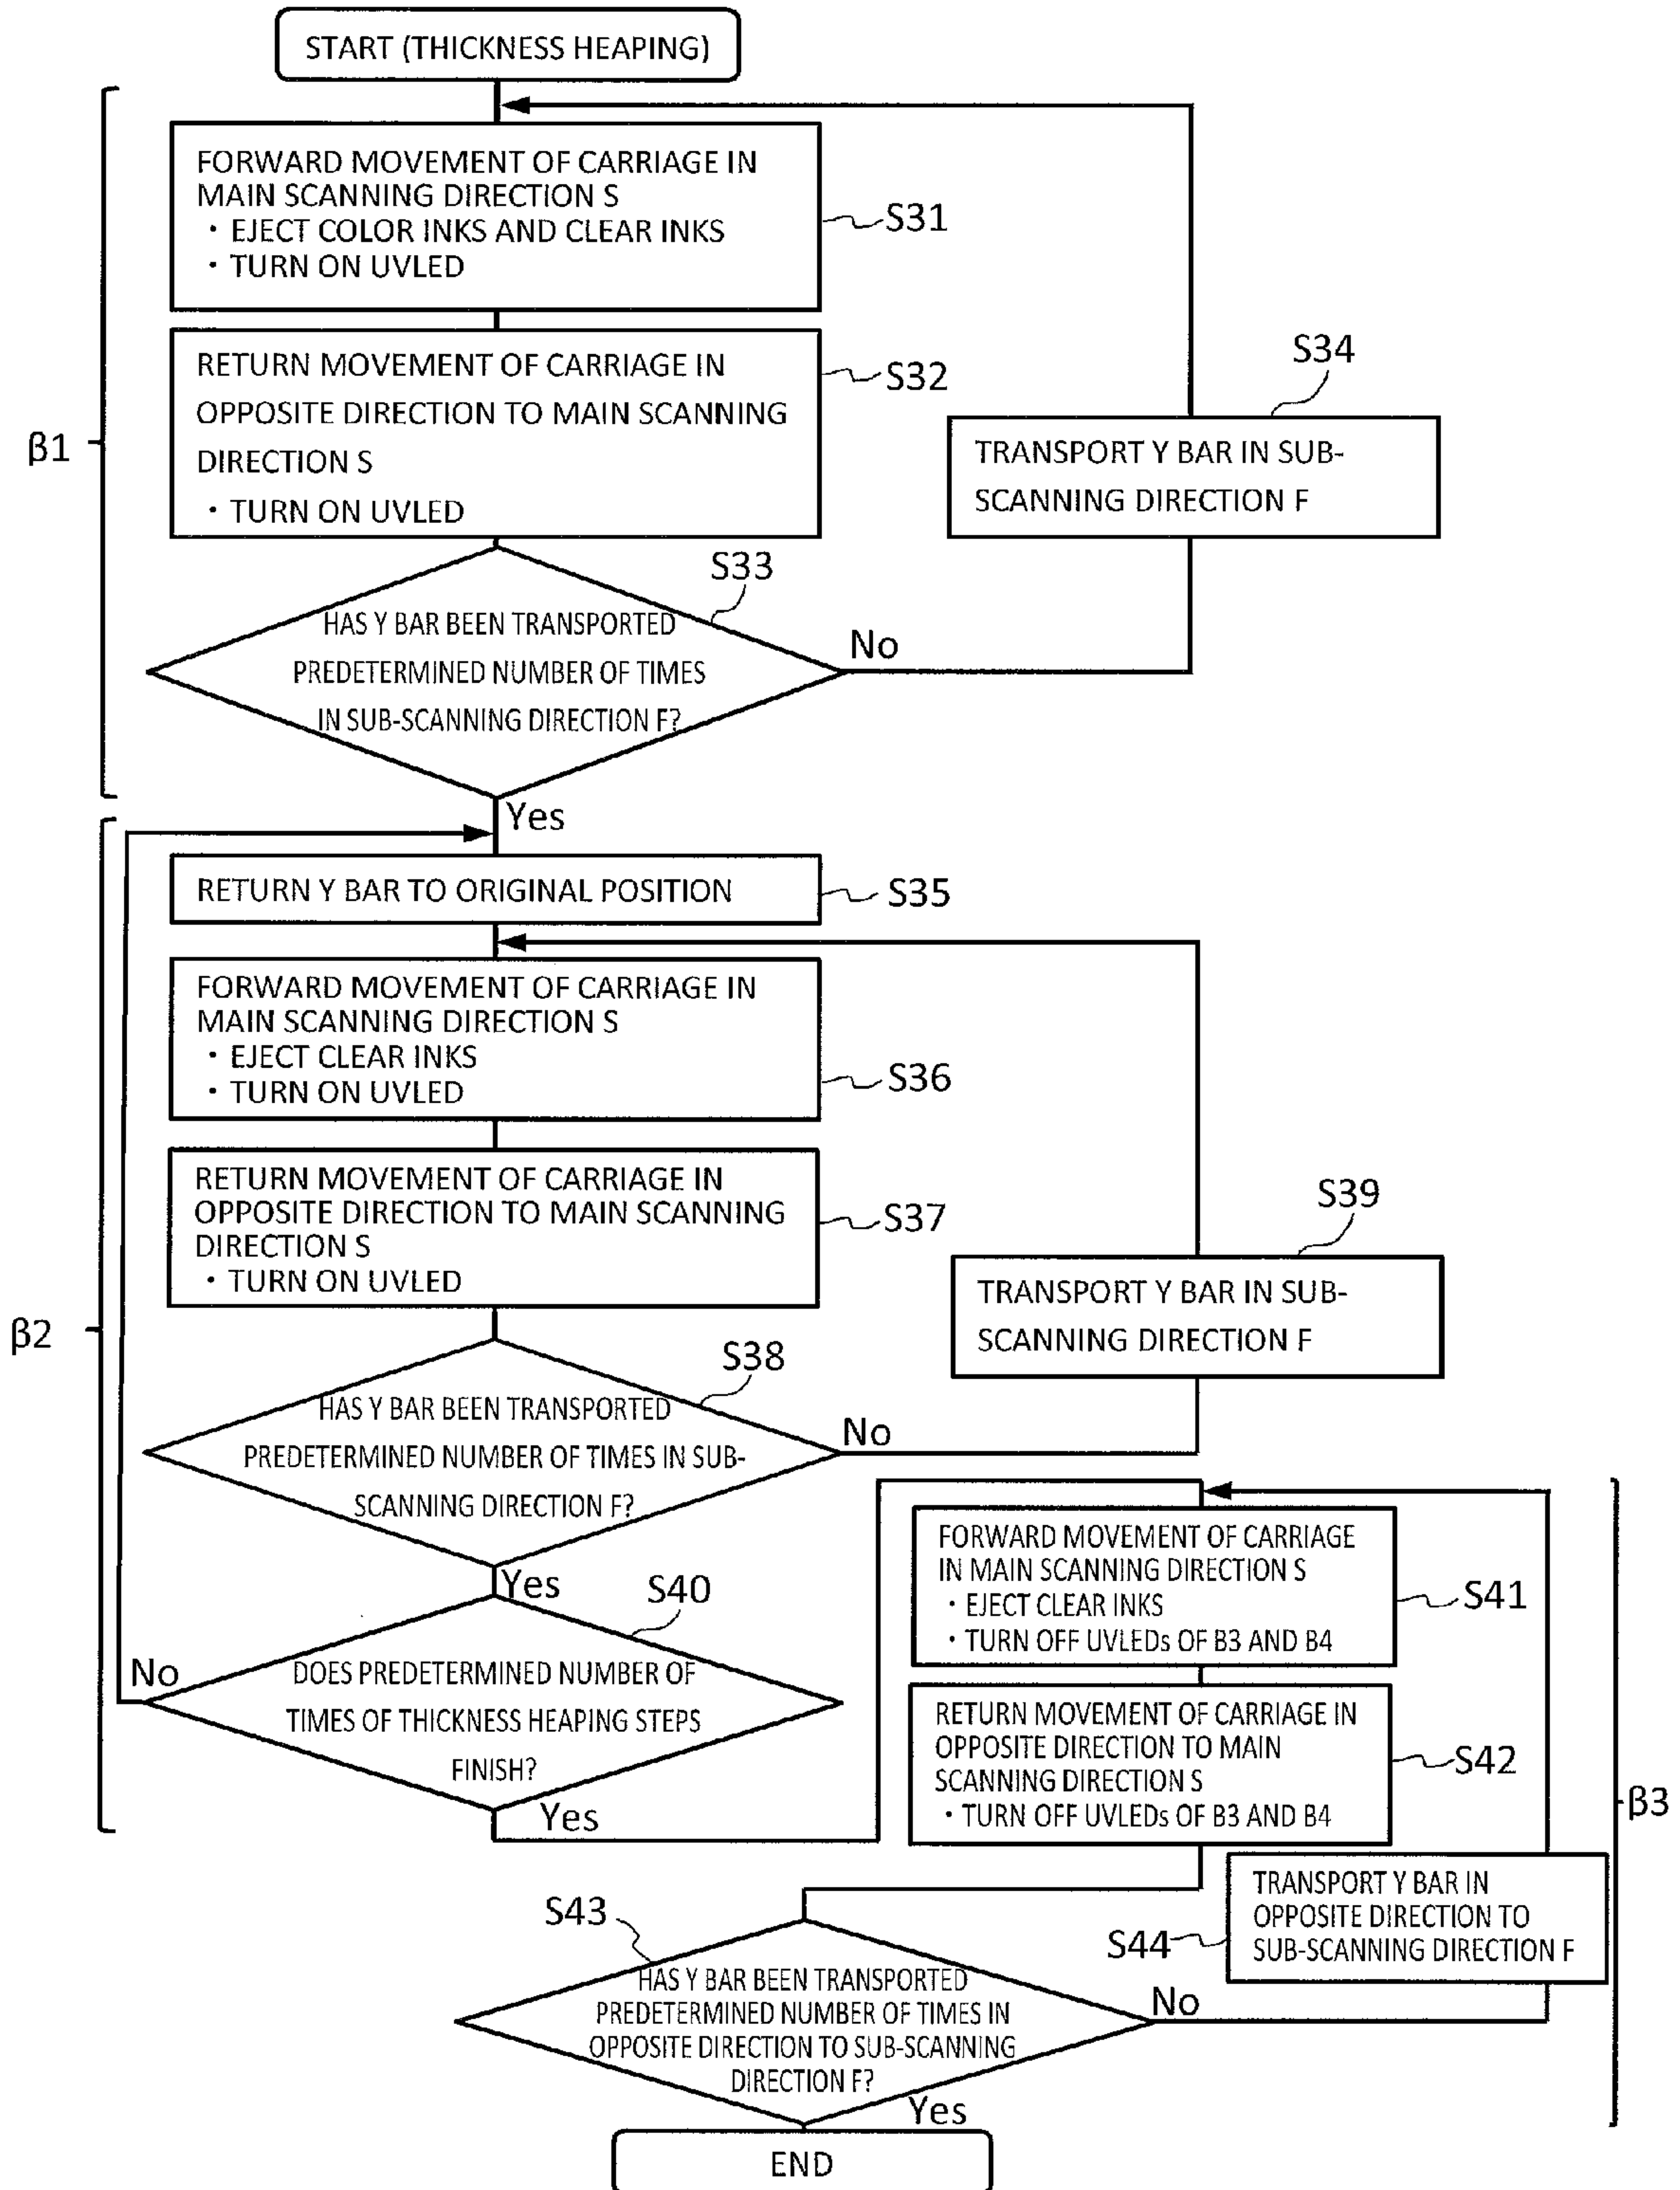 START (THICKNESS HEAPING)
β1
FORWARD MOVEMENT OF CARRIAGE IN
MAIN SCANNING DIRECTION S
・EJECT COLOR INKS AND CLEAR INKS
・TURN ON UVLED
S31
RETURN MOVEMENT OF CARRIAGE IN
OPPOSITE DIRECTION TO MAIN SCANNING
DIRECTION S
・TURN ON UVLED
S32
S34
TRANSPORT Y BAR IN SUB-
SCANNING DIRECTION F
S33
HAS Y BAR BEEN TRANSPORTED
PREDETERMINED NUMBER OF TIMES
IN SUB-SCANNING DIRECTION F?
No
Yes
β2
RETURN Y BAR TO ORIGINAL POSITION
S35
FORWARD MOVEMENT OF CARRIAGE IN
MAIN SCANNING DIRECTION S
・EJECT CLEAR INKS
・TURN ON UVLED
S36
RETURN MOVEMENT OF CARRIAGE IN
OPPOSITE DIRECTION TO MAIN SCANNING
DIRECTION S
・TURN ON UVLED
S37
S39
TRANSPORT Y BAR IN SUB-
SCANNING DIRECTION F
S38
HAS Y BAR BEEN TRANSPORTED
PREDETERMINED NUMBER OF TIMES IN SUB-
SCANNING DIRECTION F?
No
Yes
S40
DOES PREDETERMINED NUMBER OF
TIMES OF THICKNESS HEAPING STEPS
FINISH?
No
Yes
FORWARD MOVEMENT OF CARRIAGE
IN MAIN SCANNING DIRECTION S
・EJECT CLEAR INKS
・TURN OFF UVLEDs OF B3 AND B4
S41
RETURN MOVEMENT OF CARRIAGE IN
OPPOSITE DIRECTION TO MAIN
SCANNING DIRECTION S
・TURN OFF UVLEDs OF B3 AND B4
S42
β3
TRANSPORT Y BAR IN
OPPOSITE DIRECTION TO
SUB-SCANNING DIRECTION F
S44
S43
HAS Y BAR BEEN TRANSPORTED
PREDETERMINED NUMBER OF TIMES IN
OPPOSITE DIRECTION TO SUB-SCANNING
DIRECTION F?
No
Yes
END